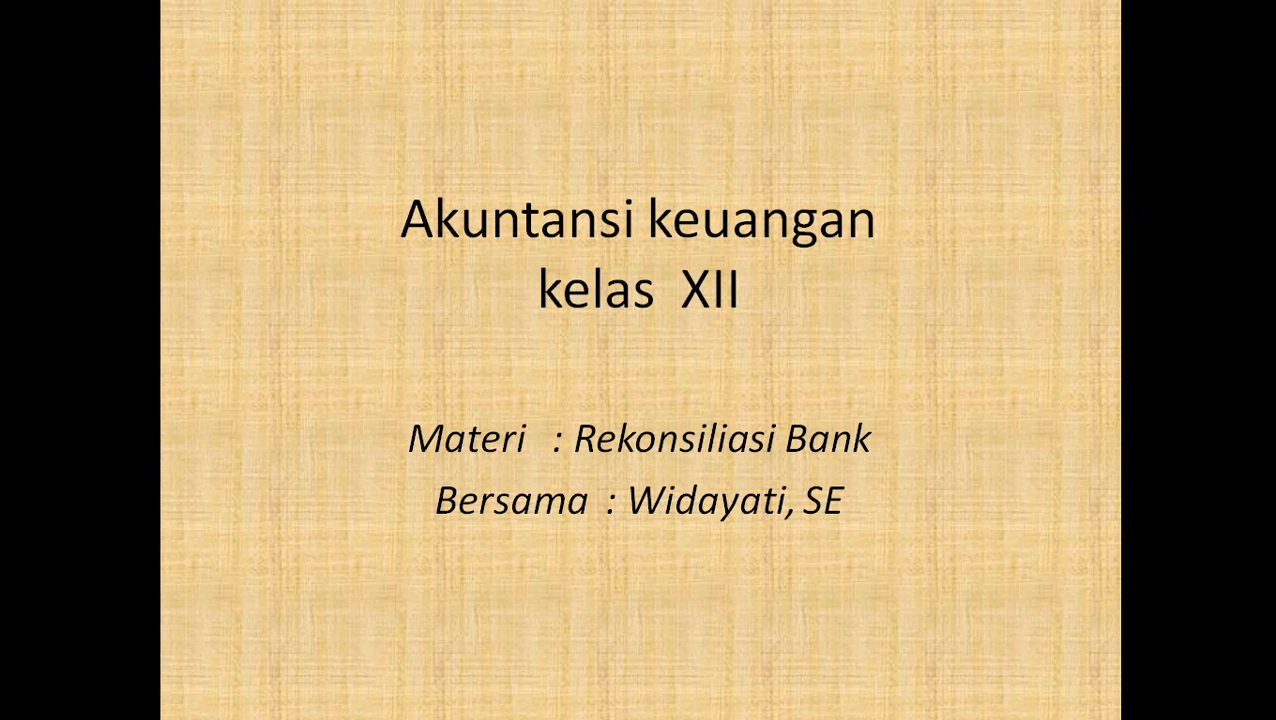 Akuntansi keuangan
kelas XII
Materi : Rekonsiliasi Bank
Bersama : Widayati, SE